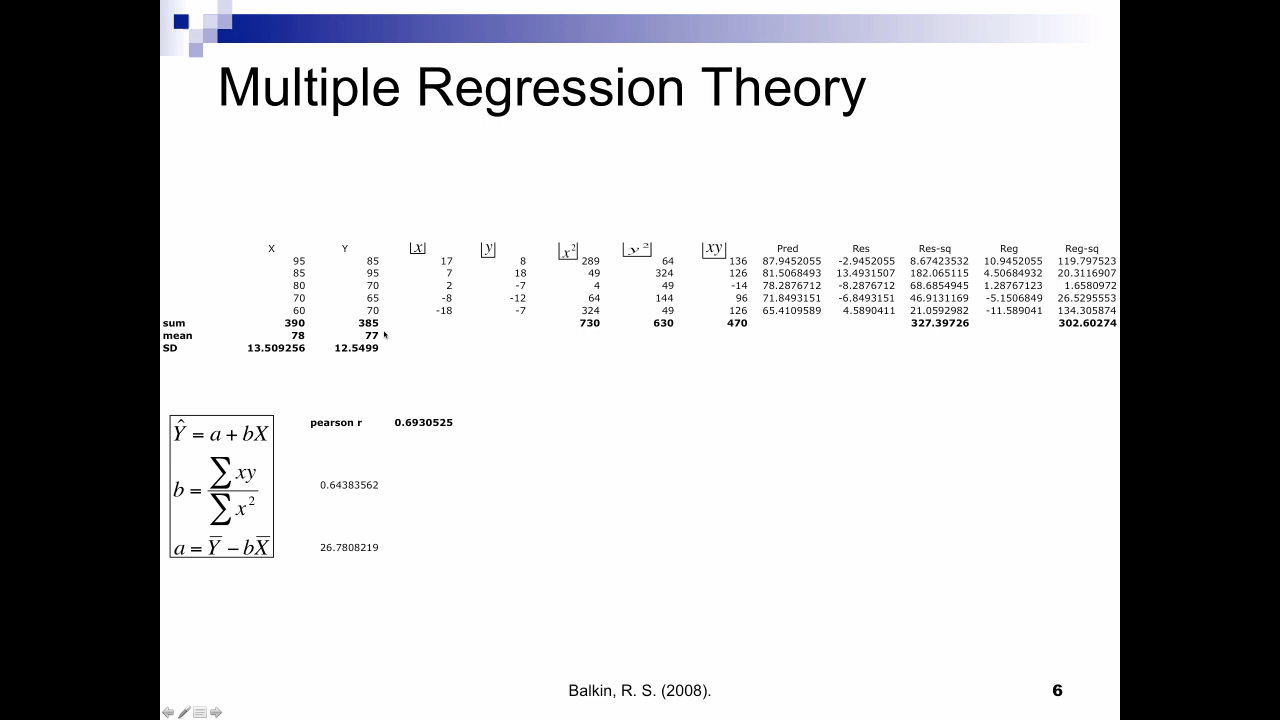 Multiple Regression Theory
X Y x y x² y² xy Pred Res Res-sq Reg Reg-sq
95 85 17 8 289 64 136 87.9452055 -2.9452055 8.67423532 10.9452055 119.797523
85 95 7 18 49 324 126 81.5068493 13.4931507 182.065115 4.50684932 20.3116907
80 70 2 -7 4 49 -14 78.2876712 -8.2876712 68.6854945 1.28767123 1.6580972
70 65 -8 -12 64 144 96 71.8493151 -6.8493151 46.9131169 -5.1506849 26.5295553
60 70 -18 -7 324 49 126 65.4109589 4.5890411 21.0592982 -11.589041 134.305874
sum 390 385 730 630 470 327.39726 302.60274
mean 78 77
SD 13.509256 12.5499
pearson r 0.6930525
Ŷ = a + bX
b = ∑xy / ∑x² 0.64383562
a = Y̅ − bX̅ 26.7808219
Balkin, R. S. (2008). 6